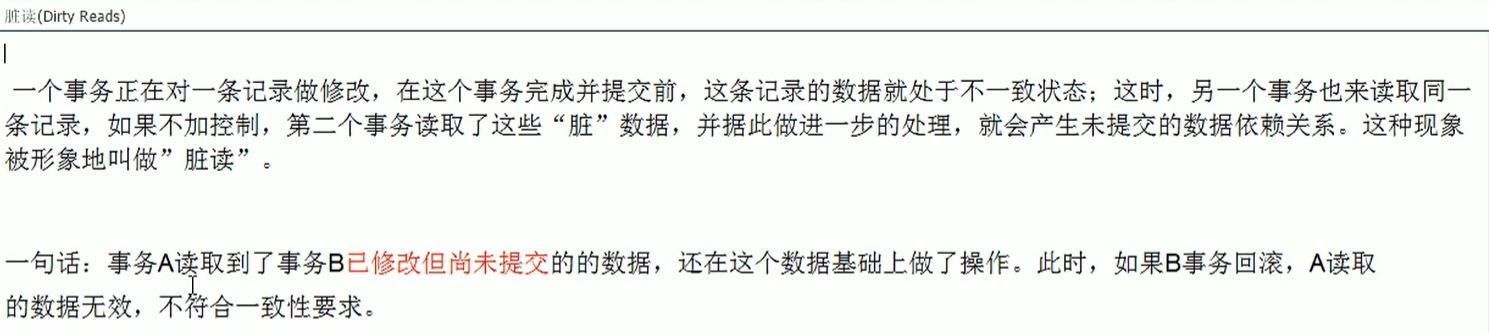 脏读(Dirty Reads)
一个事务正在对一条记录做修改，在这个事务完成并提交前，这条记录的数据就处于不一致状态；这时，另一个事务也来读取同一
条记录，如果不加控制，第二个事务读取了这些“脏”数据，并据此做进一步的处理，就会产生未提交的数据依赖关系。这种现象
被形象地叫做”脏读”。
一句话：事务A读取到了事务B已修改但尚未提交的的数据，还在这个数据基础上做了操作。此时，如果B事务回滚，A读取
的数据无效，不符合一致性要求。